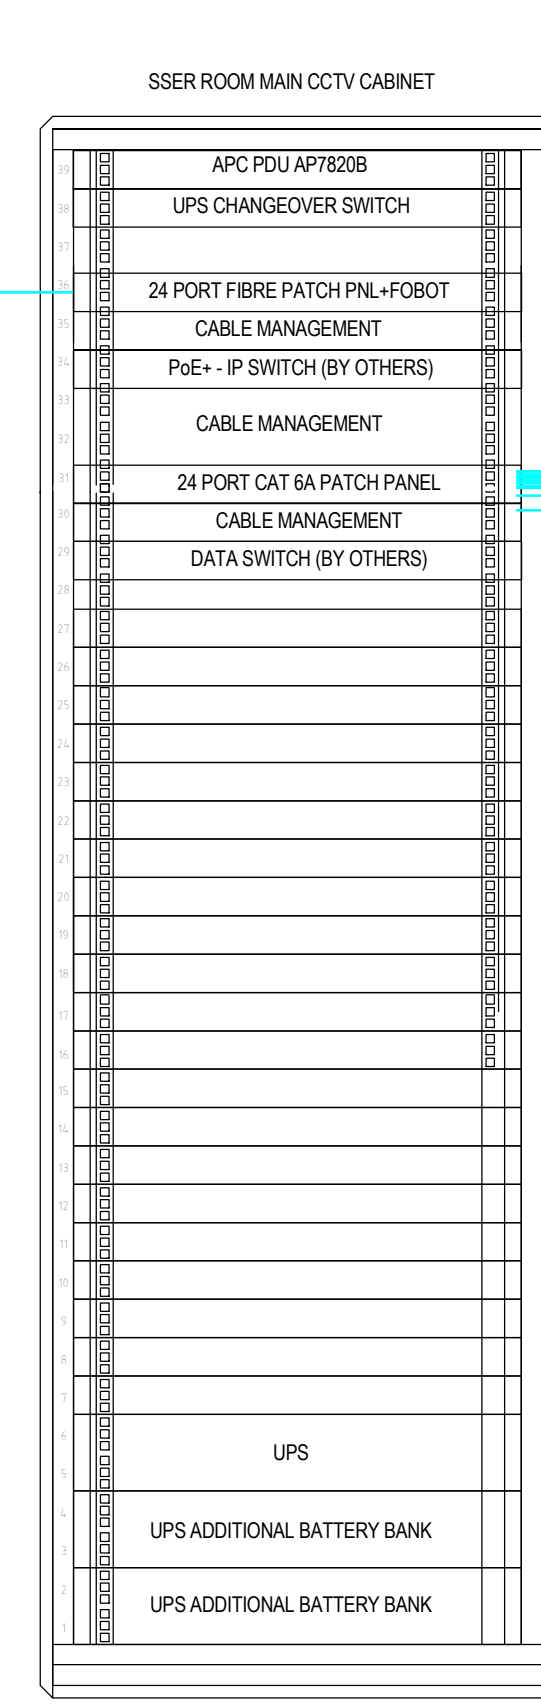 SSER ROOM MAIN CCTV CABINET
39 APC PDU AP7820B
38 UPS CHANGEOVER SWITCH
37
36 24 PORT FIBRE PATCH PNL+FOBOT
35 CABLE MANAGEMENT
34 PoE+ - IP SWITCH (BY OTHERS)
33
CABLE MANAGEMENT
32
31 24 PORT CAT 6A PATCH PANEL
30 CABLE MANAGEMENT
29 DATA SWITCH (BY OTHERS)
28
27
26
25
24
23
22
21
20
19
18
17
16
15
14
13
12
11
10
9
8
7
6
UPS
5
4
UPS ADDITIONAL BATTERY BANK
3
2
UPS ADDITIONAL BATTERY BANK
1